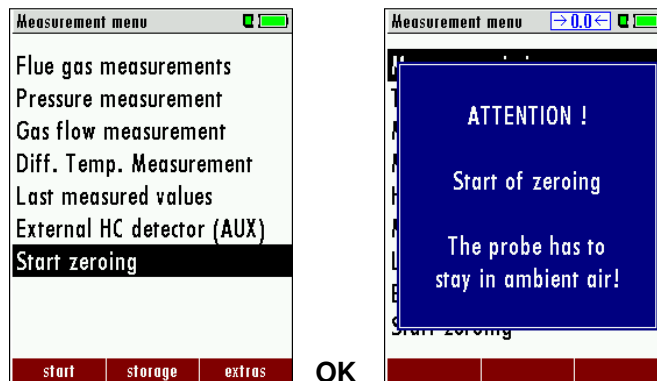 Measurement menu
Flue gas measurements
Pressure measurement
Gas flow measurement
Diff. Temp. Measurement
Last measured values
External HC detector (AUX)
Start zeroing
start storage extras
OK
Measurement menu →0.0←
ATTENTION !
Start of zeroing
The probe has to
stay in ambient air!
Start zeroing